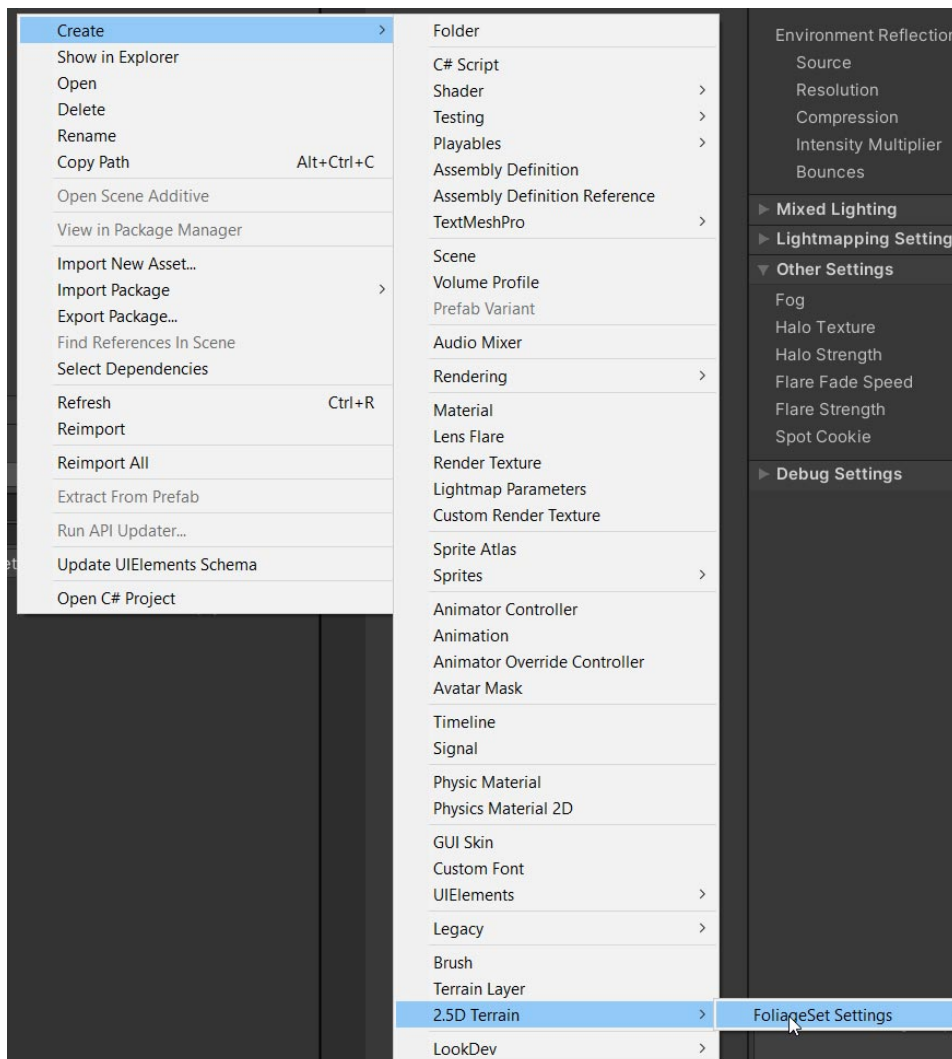 Create
Show in Explorer
Open
Delete
Rename
Copy Path Alt+Ctrl+C
Open Scene Additive
View in Package Manager
Import New Asset...
Import Package
Export Package...
Find References In Scene
Select Dependencies
Refresh Ctrl+R
Reimport
Reimport All
Extract From Prefab
Run API Updater...
Update UIElements Schema
Open C# Project
Folder
C# Script
Shader
Testing
Playables
Assembly Definition
Assembly Definition Reference
TextMeshPro
Scene
Volume Profile
Prefab Variant
Audio Mixer
Rendering
Material
Lens Flare
Render Texture
Lightmap Parameters
Custom Render Texture
Sprite Atlas
Sprites
Animator Controller
Animation
Animator Override Controller
Avatar Mask
Timeline
Signal
Physic Material
Physics Material 2D
GUI Skin
Custom Font
UIElements
Legacy
Brush
Terrain Layer
2.5D Terrain
LookDev
FoliageSet Settings
Environment Reflection
Source
Resolution
Compression
Intensity Multiplier
Bounces
Mixed Lighting
Lightmapping Setting
Other Settings
Fog
Halo Texture
Halo Strength
Flare Fade Speed
Flare Strength
Spot Cookie
Debug Settings